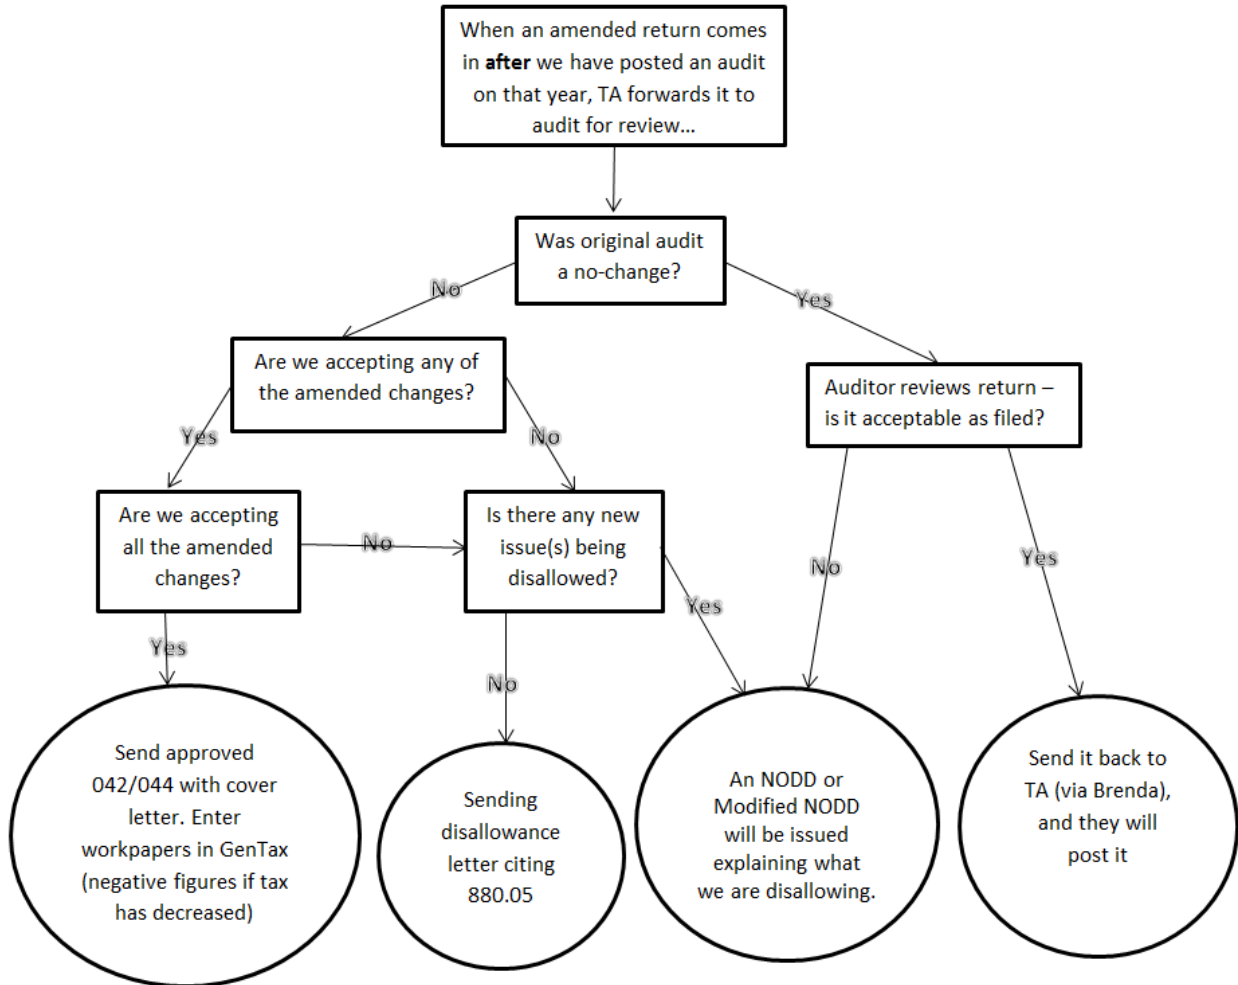 When an amended return comes
in after we have posted an audit
on that year, TA forwards it to
audit for review...
Was original audit
a no-change?
No
Yes
Are we accepting any of
the amended changes?
Auditor reviews return –
is it acceptable as filed?
Yes
No
Are we accepting
all the amended
changes?
No
Is there any new
issue(s) being
disallowed?
No
Yes
Yes
Yes
No
Send approved
042/044 with cover
letter. Enter
workpapers in GenTax
(negative figures if tax
has decreased)
Sending
disallowance
letter citing
880.05
An NODD or
Modified NODD
will be issued
explaining what
we are disallowing.
Send it back to
TA (via Brenda),
and they will
post it